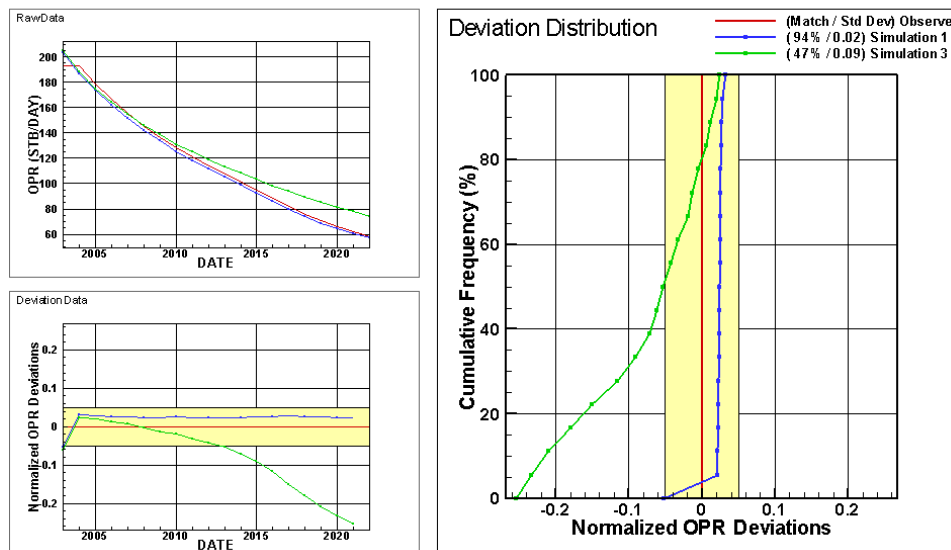 RawData
OPR (STB/DAY)
200
180
160
140
120
100
80
60
2005
2010
2015
2020
DATE
Deviation Data
Normalized OPR Deviations
0.2
0.1
0
-0.1
-0.2
2005
2010
2015
2020
DATE
Deviation Distribution
(Match / Std Dev) Observe
(94% / 0.02) Simulation 1
(47% / 0.09) Simulation 3
Cumulative Frequency (%)
100
80
60
40
20
0
-0.2
-0.1
0
0.1
0.2
Normalized OPR Deviations